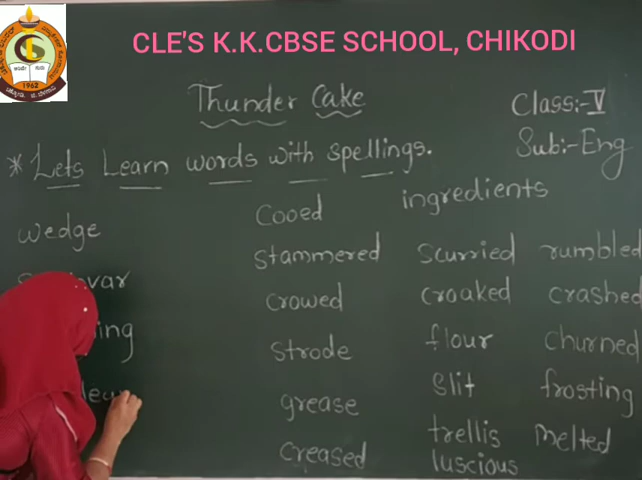 CLE'S K.K.CBSE SCHOOL, CHIKODI
1962
Thunder Cake
Class:- V
Sub:- Eng
* Lets Learn words with spellings.
wedge
Cooed
ingredients
stammered
scurried
rumbled
crowed
croaked
crashed
strode
flour
churned
grease
slit
frosting
creased
trellis
melted
luscious